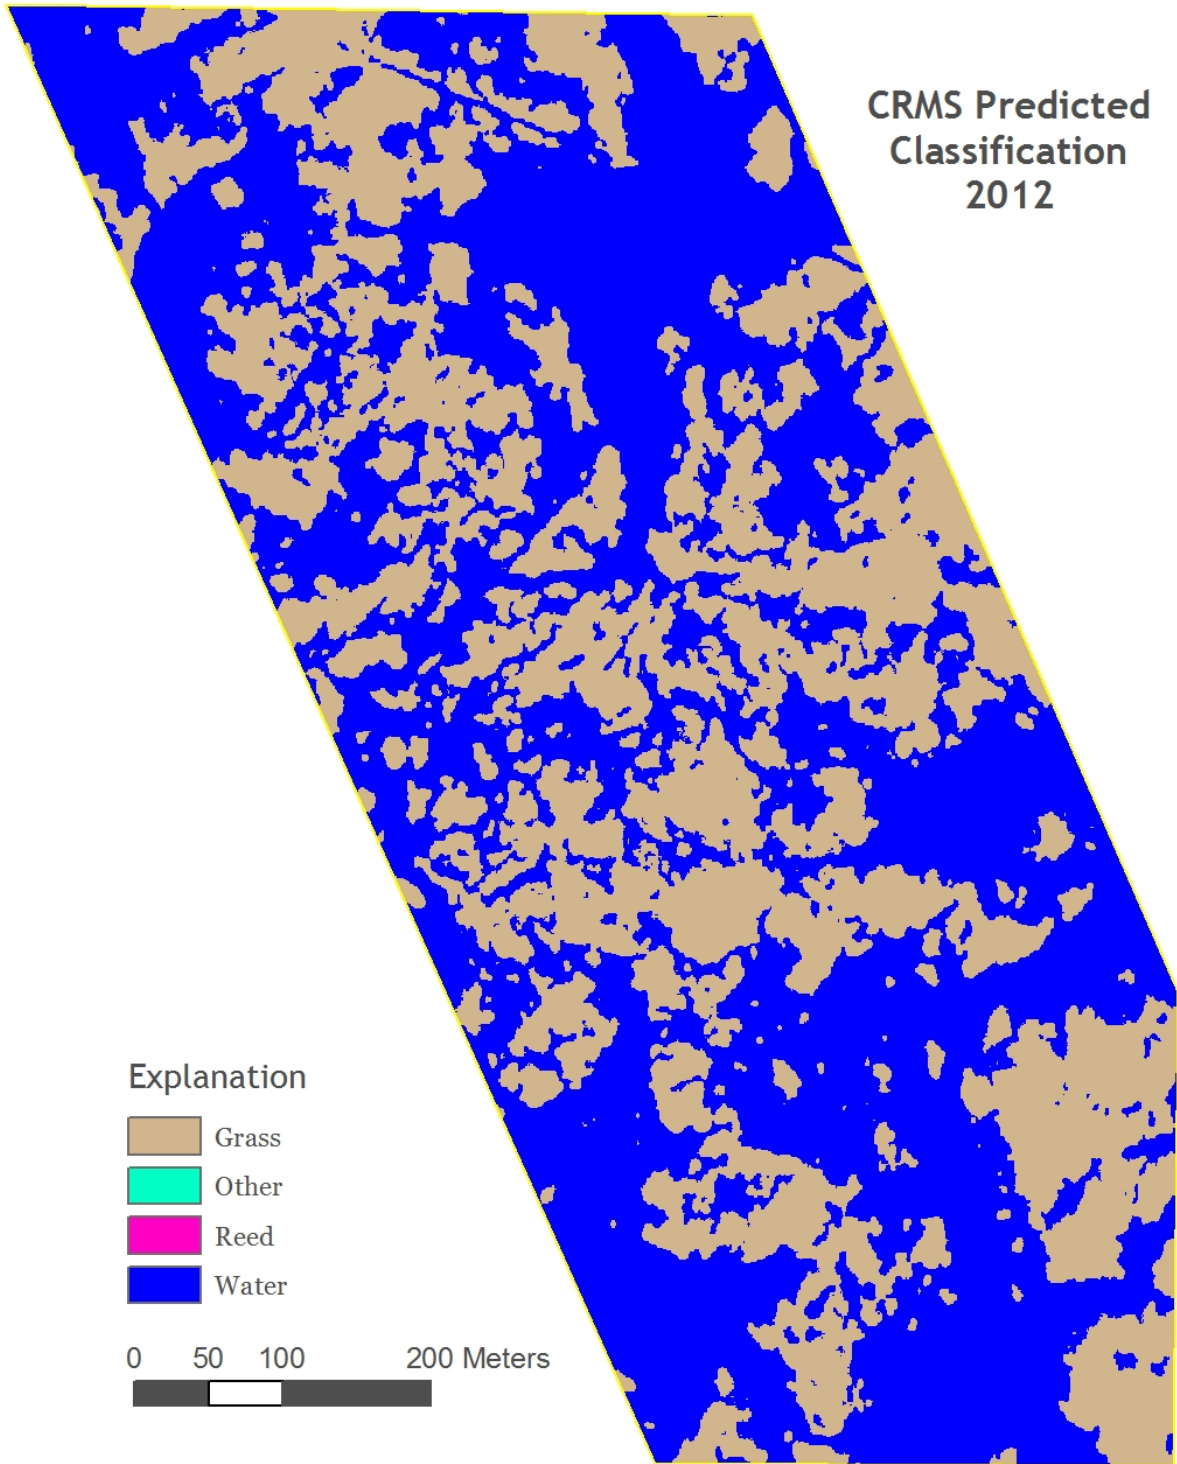 CRMS Predicted
Classification
2012
Explanation
Grass
Other
Reed
Water
0 50 100 200 Meters